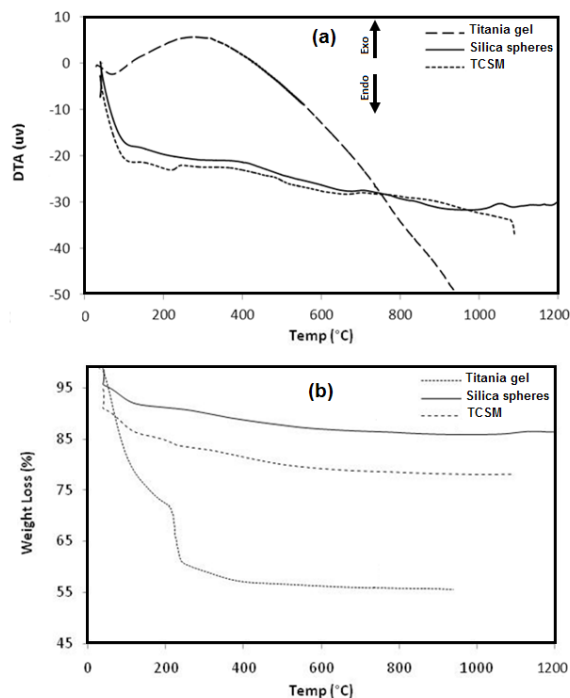 10
(a)
Exo
Endo
Titania gel
Silica spheres
TCSM
0
-10
-20
-30
-40
-50
DTA (uv)
0 200 400 600 800 1000 1200
Temp (°C)
95
(b)
Titania gel
Silica spheres
TCSM
85
75
65
55
45
Weight Loss (%)
0 200 400 600 800 1000 1200
Temp (°C)